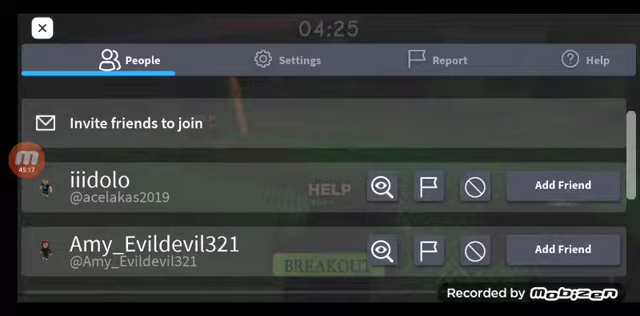 04:25
People
Settings
Report
Help
Invite friends to join
45:17
iiidolo
@acelakas2019
HELP
Add Friend
Amy_Evildevil321
@Amy_Evildevil321
BREAKOUT
Add Friend
Recorded by Mobizen